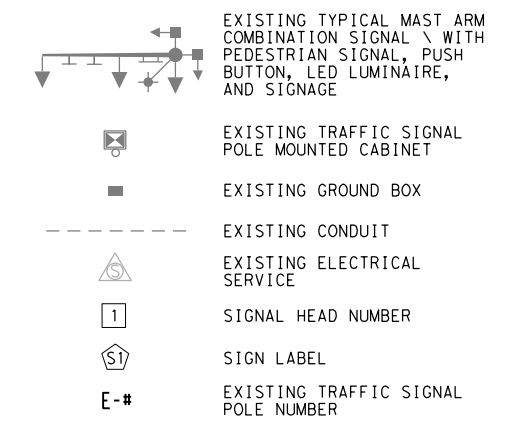 EXISTING TYPICAL MAST ARM
COMBINATION SIGNAL \ WITH
PEDESTRIAN SIGNAL, PUSH
BUTTON, LED LUMINAIRE,
AND SIGNAGE
EXISTING TRAFFIC SIGNAL
POLE MOUNTED CABINET
EXISTING GROUND BOX
EXISTING CONDUIT
S
EXISTING ELECTRICAL
SERVICE
1
SIGNAL HEAD NUMBER
S1
SIGN LABEL
E-#
EXISTING TRAFFIC SIGNAL
POLE NUMBER